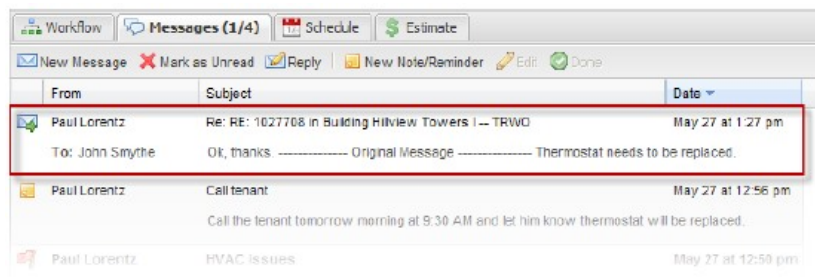 Workflow Messages (1/4) Schedule Estimate
New Message Mark as Unread Reply New Note/Reminder Edit Done
From Subject Date
Paul Lorentz Re: RE: 1027708 in Building Hillview Towers I -- TRWO May 27 at 1:27 pm
To: John Smythe Ok, thanks. --------------- Original Message ---------------- Thermostat needs to be replaced.
Paul Lorentz Call tenant May 27 at 12:56 pm
Call the tenant tomorrow morning at 9:30 AM and let him know thermostat will be replaced.
Paul Lorentz HVAC issues May 27 at 12:50 pm